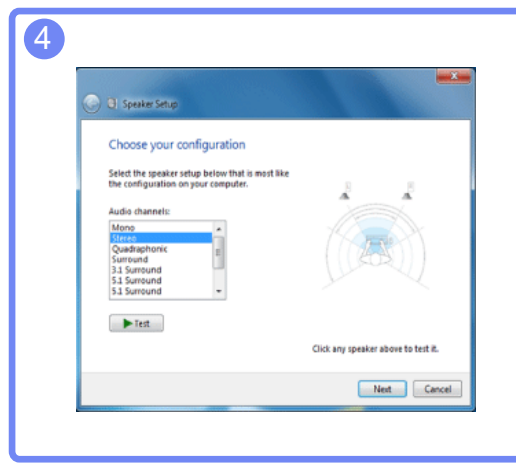 4
Speaker Setup
Choose your configuration
Select the speaker setup below that is most like
the configuration on your computer.
Audio channels:
Mono
Stereo
Quadraphonic
Surround
3.1 Surround
5.1 Surround
5.1 Surround
Test
Click any speaker above to test it.
Next
Cancel